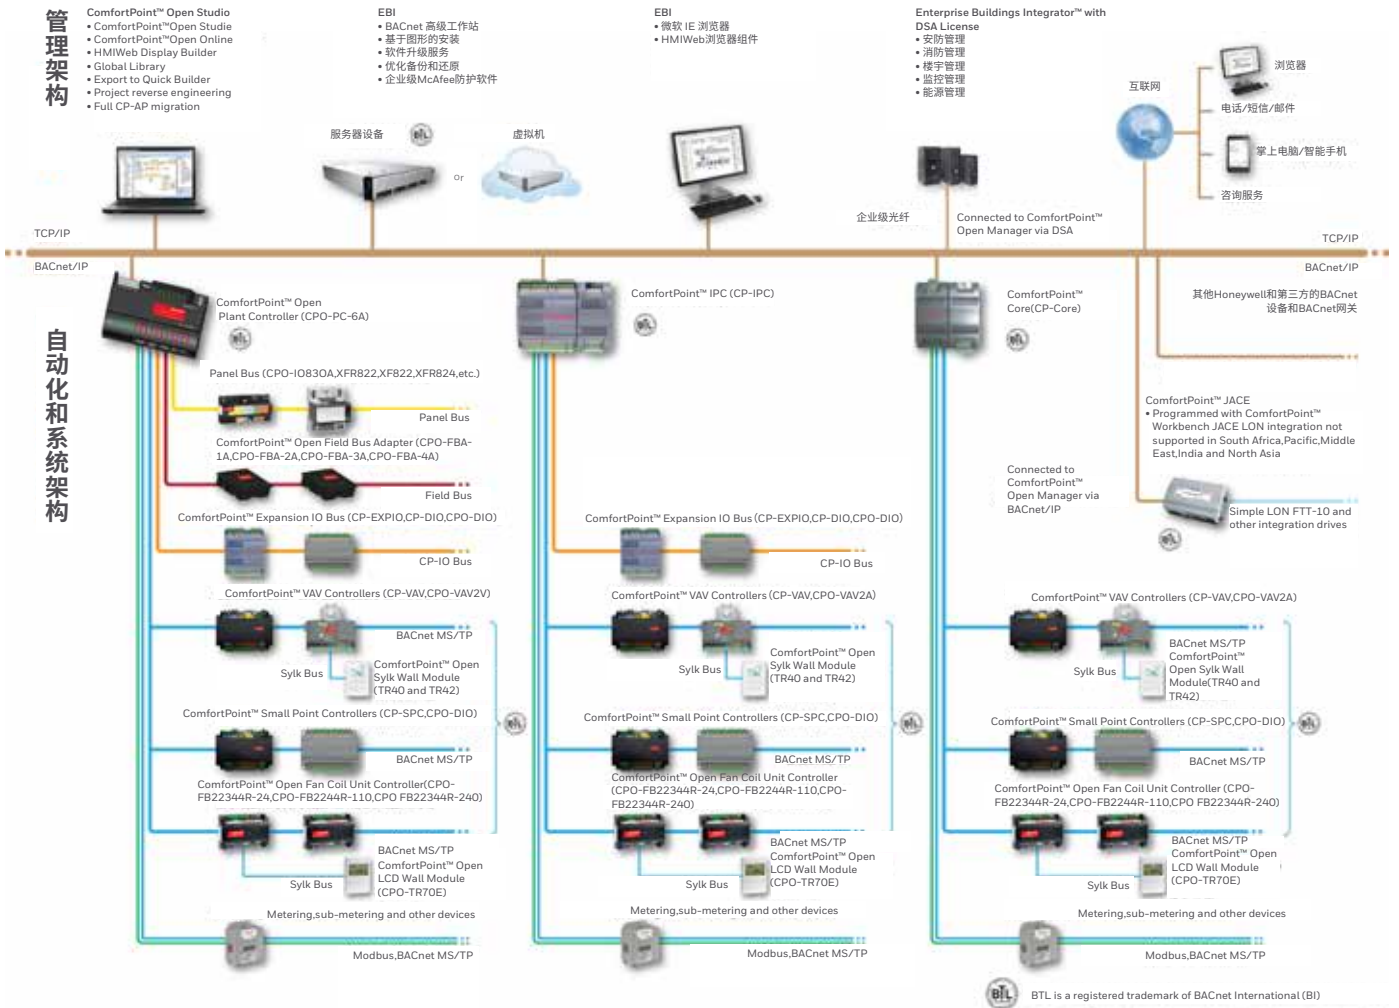 管理架构
ComfortPoint™ Open Studio
• ComfortPoint™Open Studie
• ComfortPoint™Open Online
• HMIWeb Display Builder
• Global Library
• Export to Quick Builder
• Project reverse engineering
• Full CP-AP migration
EBI
• BACnet 高级工作站
• 基于图形的安装
• 软件升级服务
• 优化备份和还原
• 企业级McAfee防护软件
EBI
• 微软 IE 浏览器
• HMIWeb浏览器组件
Enterprise Buildings Integrator™ with
DSA License
• 安防管理
• 消防管理
• 楼宇管理
• 监控管理
• 能源管理
互联网
浏览器
电话/短信/邮件
掌上电脑/智能手机
咨询服务
服务器设备
BTL
Or
虚拟机
企业级光纤
Connected to ComfortPoint™
Open Manager via DSA
TCP/IP
TCP/IP
BACnet/IP
BACnet/IP
自动化和系统架构
ComfortPoint™ Open
Plant Controller (CPO-PC-6A)
BTL
Panel Bus (CPO-IO830A,XFR822,XF822,XFR824,etc.)
Panel Bus
ComfortPoint™ Open Field Bus Adapter (CPO-FBA-
1A,CPO-FBA-2A,CPO-FBA-3A,CPO-FBA-4A)
Field Bus
ComfortPoint™ Expansion IO Bus (CP-EXPIO,CP-DIO,CPO-DIO)
CP-IO Bus
ComfortPoint™ VAV Controllers (CP-VAV,CPO-VAV2V)
BACnet MS/TP
Sylk Bus
ComfortPoint™ Open
Sylk Wall Module
(TR40 and TR42)
ComfortPoint™ Small Point Controllers (CP-SPC,CPO-DIO)
BTL
BACnet MS/TP
ComfortPoint™ Open Fan Coil Unit Controller(CPO-
FB22344R-24,CPO-FB2244R-110,CPO FB22344R-240)
BACnet MS/TP
ComfortPoint™ Open
LCD Wall Module
(CPO-TR70E)
Sylk Bus
Metering,sub-metering and other devices
Modbus,BACnet MS/TP
ComfortPoint™ IPC (CP-IPC)
BTL
ComfortPoint™ Expansion IO Bus (CP-EXPIO,CP-DIO,CPO-DIO)
CP-IO Bus
ComfortPoint™ VAV Controllers (CP-VAV,CPO-VAV2A)
BACnet MS/TP
Sylk Bus
ComfortPoint™ Open
Sylk Wall Module
(TR40 and TR42)
ComfortPoint™ Small Point Controllers (CP-SPC,CPO-DIO)
BTL
BACnet MS/TP
ComfortPoint™ Open Fan Coil Unit Controller
(CPO-FB22344R-24,CPO-FB2244R-110,CPO-
FB22344R-240)
BACnet MS/TP
ComfortPoint™ Open
LCD Wall Module
(CPO-TR70E)
Sylk Bus
Metering,sub-metering and other devices
Modbus,BACnet MS/TP
ComfortPoint™
Core(CP-Core)
BTL
其他Honeywell和第三方的BACnet
设备和BACnet网关
ComfortPoint™ JACE
• Programmed with ComfortPoint™
Workbench JACE LON integration not
supported in South Africa,Pacific,Middle
East,India and North Asia
Connected to
ComfortPoint™
Open Manager via
BACnet/IP
Simple LON FTT-10 and
other integration drives
BTL
ComfortPoint™ VAV Controllers (CP-VAV,CPO-VAV2A)
BACnet MS/TP
ComfortPoint™
Open Sylk Wall
Module(TR40 and
TR42)
Sylk Bus
ComfortPoint™ Small Point Controllers (CP-SPC,CPO-DIO)
BTL
BACnet MS/TP
ComfortPoint™ Open Fan Coil Unit Controller (CPO-
FB22344R-24,CPO-FB2244R-110,CPO FB22344R-240)
BACnet MS/TP
ComfortPoint™ Open
LCD Wall Module
(CPO-TR70E)
Sylk Bus
Metering,sub-metering and other devices
Modbus,BACnet MS/TP
BTL
BTL is a registered trademark of BACnet International (BI)